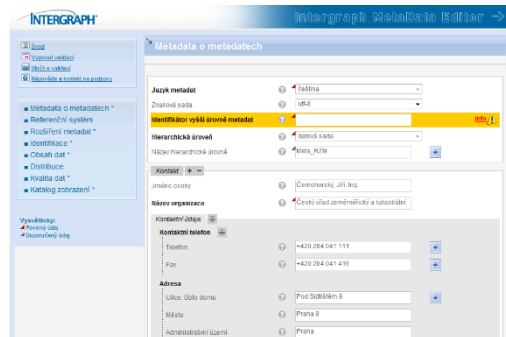 INTERGRAPH
Intergraph MetaData Editor
Úvod
Vypnout validaci
Uložit a validaci
Nápověda a kontakt na podporu
Metadata o metadatech *
Referenční systém
Rozšíření metadat *
Identifikace *
Obsah dat *
Distribuce
Kvalita dat *
Katalog zobrazení *
Vysvětlivky:
Povinný údaj
Doporučený údaj
Metadata o metadatech
Jazyk metadat ? čeština
Znaková sada ? utf-8
Identifikátor vyšší úrovně metadat ? Info
Hierarchická úroveň ? datová sada
Název hierarchické úrovně ? Meta_RZM +
Kontakt + −
Jméno osoby ? Černohorský, Jiří, Ing.
Název organizace ? Český úřad zeměměřický a katastrální
Kontaktní údaje
Kontaktní telefon
Telefon ? +420 284 041 111 +
Fax ? +420 284 041 416 +
Adresa
Ulice, číslo domu ? Pod Sídlištěm 9 +
Město ? Praha 8
Administrativní území ? Praha